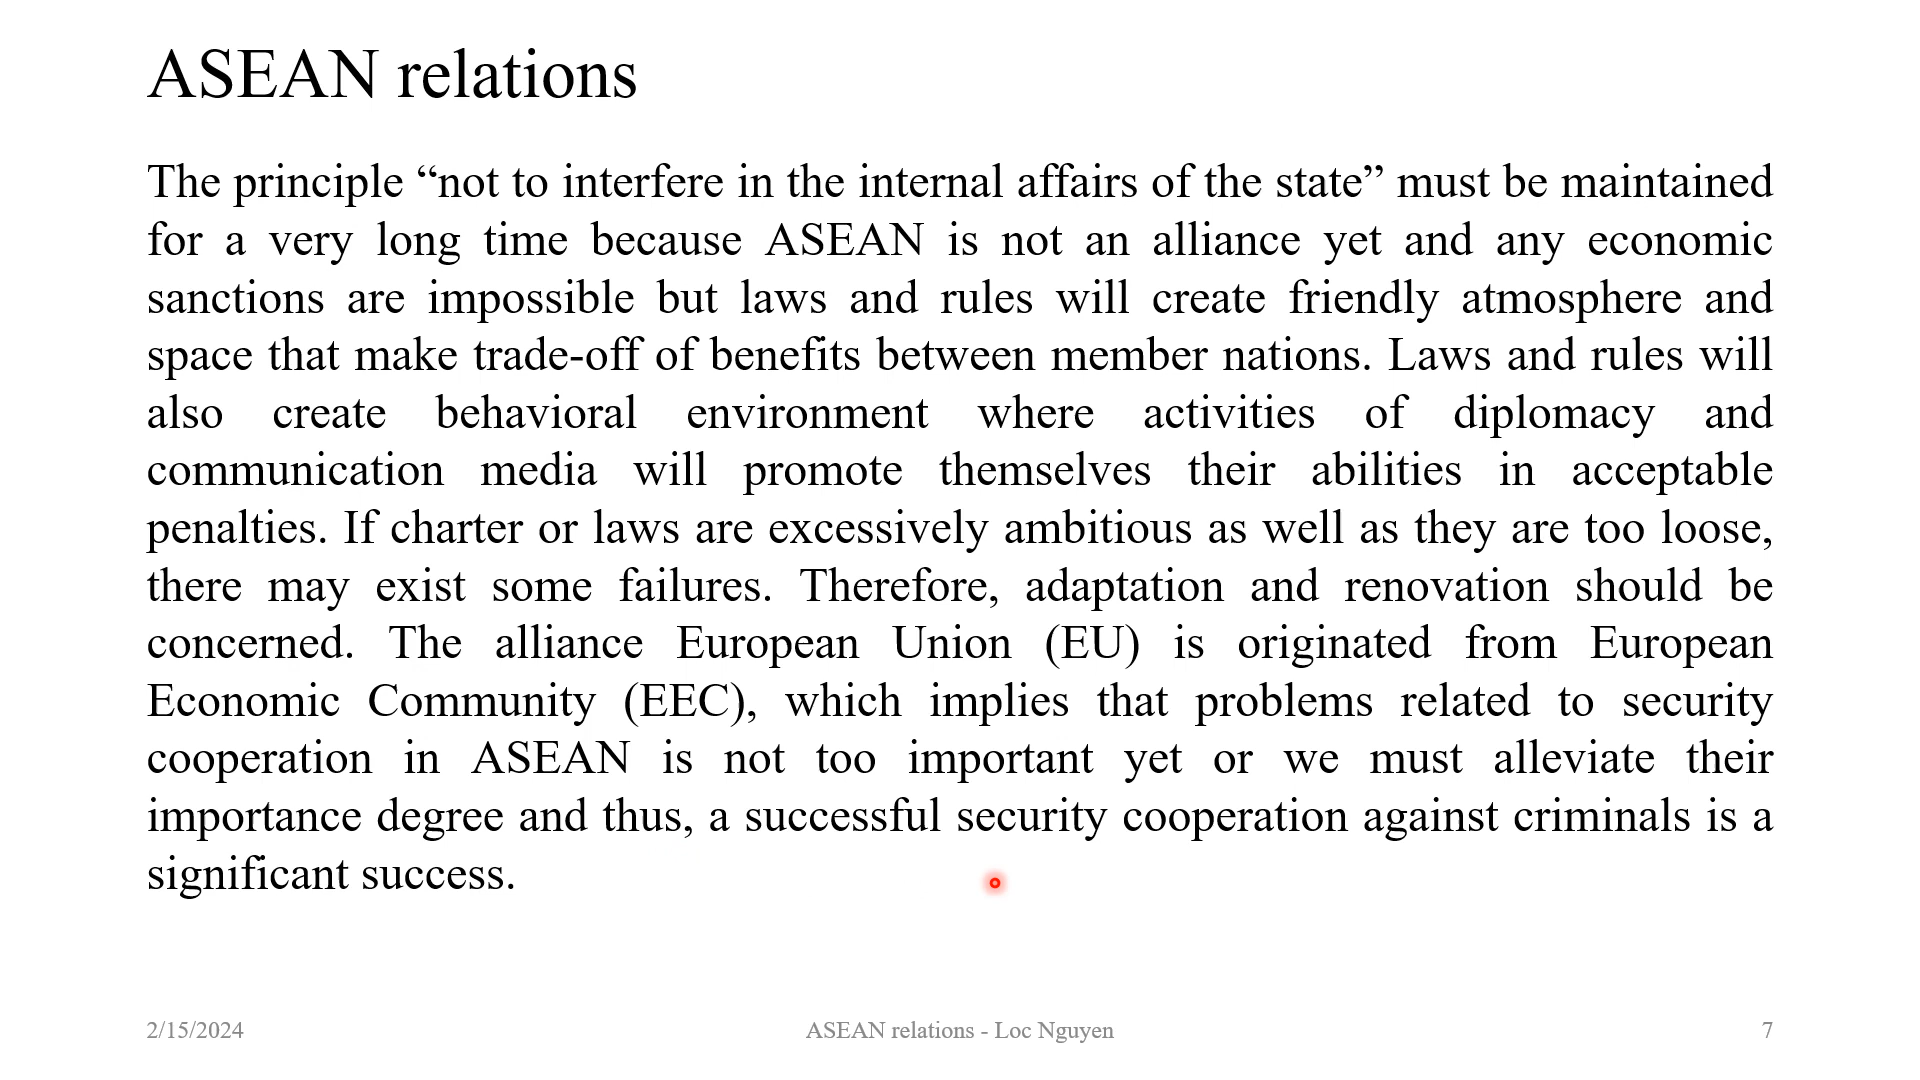 ASEAN relations
The principle “not to interfere in the internal affairs of the state” must be maintained
for a very long time because ASEAN is not an alliance yet and any economic
sanctions are impossible but laws and rules will create friendly atmosphere and
space that make trade-off of benefits between member nations. Laws and rules will
also create behavioral environment where activities of diplomacy and
communication media will promote themselves their abilities in acceptable
penalties. If charter or laws are excessively ambitious as well as they are too loose,
there may exist some failures. Therefore, adaptation and renovation should be
concerned. The alliance European Union (EU) is originated from European
Economic Community (EEC), which implies that problems related to security
cooperation in ASEAN is not too important yet or we must alleviate their
importance degree and thus, a successful security cooperation against criminals is a
significant success.
2/15/2024
ASEAN relations - Loc Nguyen
7